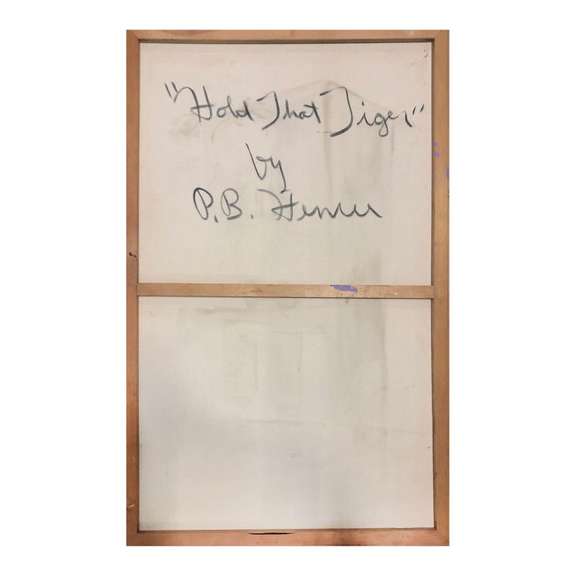 "Hold That Tiger"
by
P.B.